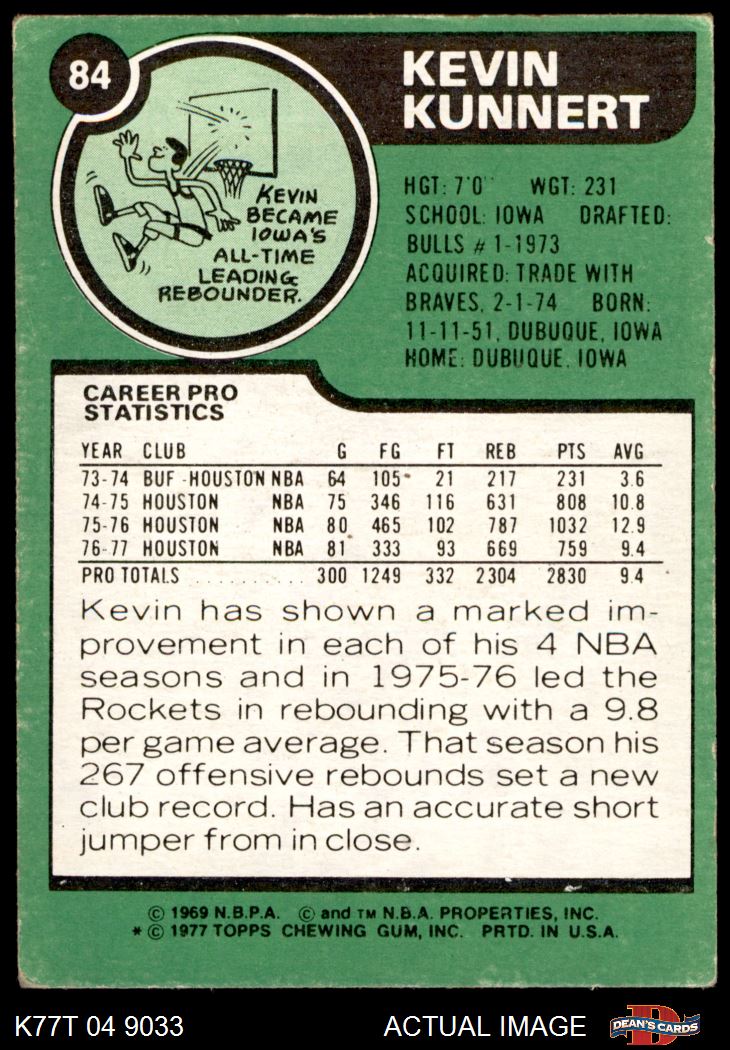 84
KEVIN
KUNNERT
KEVIN
BECAME
IOWA'S
ALL-TIME
LEADING
REBOUNDER.
HGT: 7'0" WGT: 231
SCHOOL: IOWA DRAFTED:
BULLS # 1-1973
ACQUIRED: TRADE WITH
BRAVES, 2-1-74 BORN:
11-11-51, DUBUQUE, IOWA
HOME: DUBUQUE, IOWA
CAREER PRO
STATISTICS
YEAR CLUB G FG FT REB PTS AVG
73-74 BUF.-HOUSTON NBA 64 105 21 217 231 3.6
74-75 HOUSTON NBA 75 346 116 631 808 10.8
75-76 HOUSTON NBA 80 465 102 787 1032 12.9
76-77 HOUSTON NBA 81 333 93 669 759 9.4
PRO TOTALS .......... 300 1249 332 2304 2830 9.4
Kevin has shown a marked im-
provement in each of his 4 NBA
seasons and in 1975-76 led the
Rockets in rebounding with a 9.8
per game average. That season his
267 offensive rebounds set a new
club record. Has an accurate short
jumper from in close.
© 1969 N.B.P.A. © and TM N.B.A. PROPERTIES, INC.
* © 1977 TOPPS CHEWING GUM, INC. PRTD. IN U.S.A.
K77T 04 9033 ACTUAL IMAGE DEAN'S CARDS